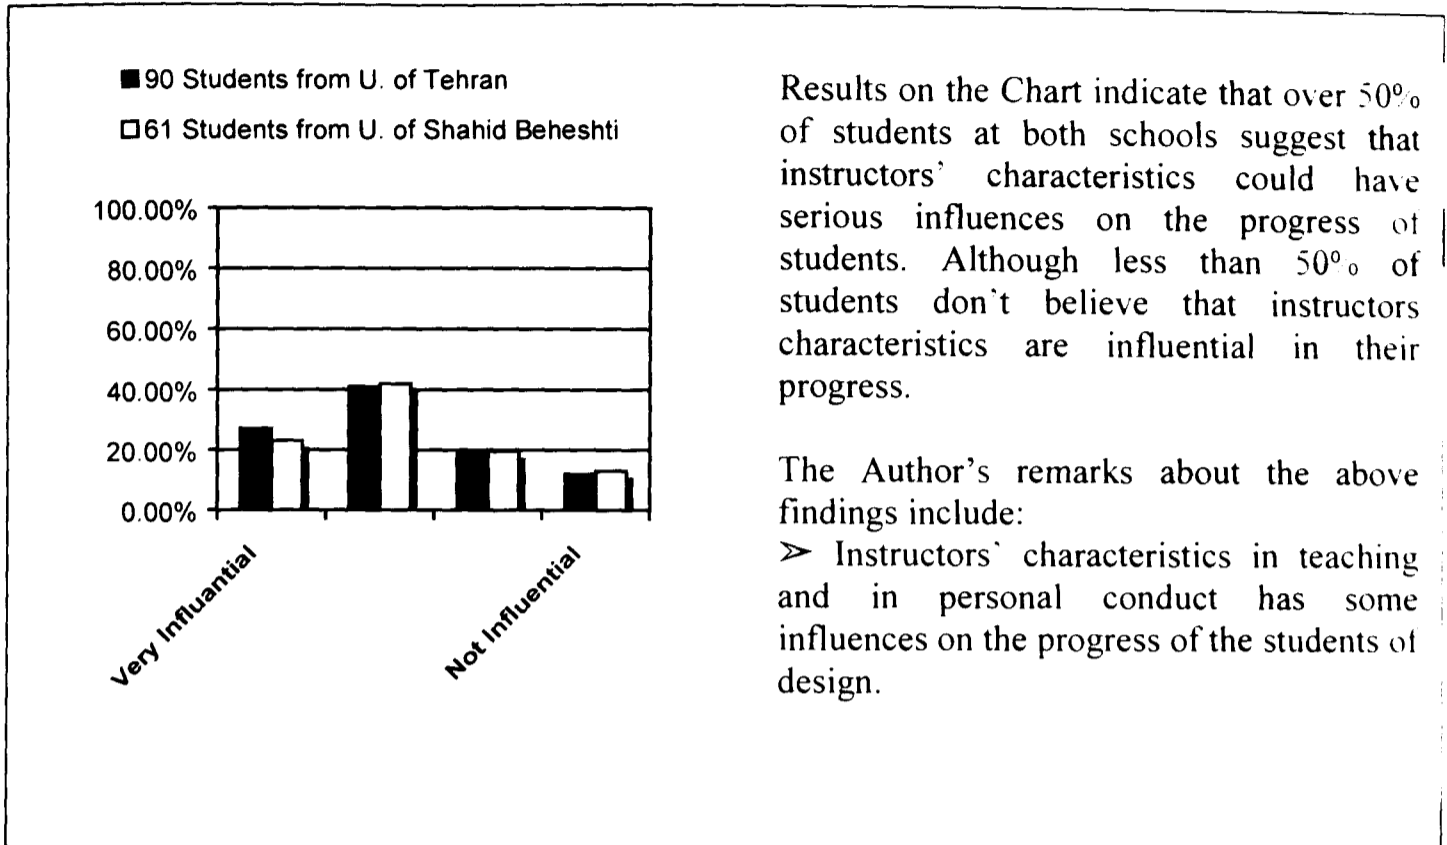 ■90 Students from U. of Tehran
□61 Students from U. of Shahid Beheshti
100.00%
80.00%
60.00%
40.00%
20.00%
0.00%
Very Influantial
Not Influential
Results on the Chart indicate that over 50%
of students at both schools suggest that
instructors' characteristics could have
serious influences on the progress of
students. Although less than 50% of
students don't believe that instructors
characteristics are influential in their
progress.
The Author's remarks about the above
findings include:
➢ Instructors' characteristics in teaching
and in personal conduct has some
influences on the progress of the students of
design.